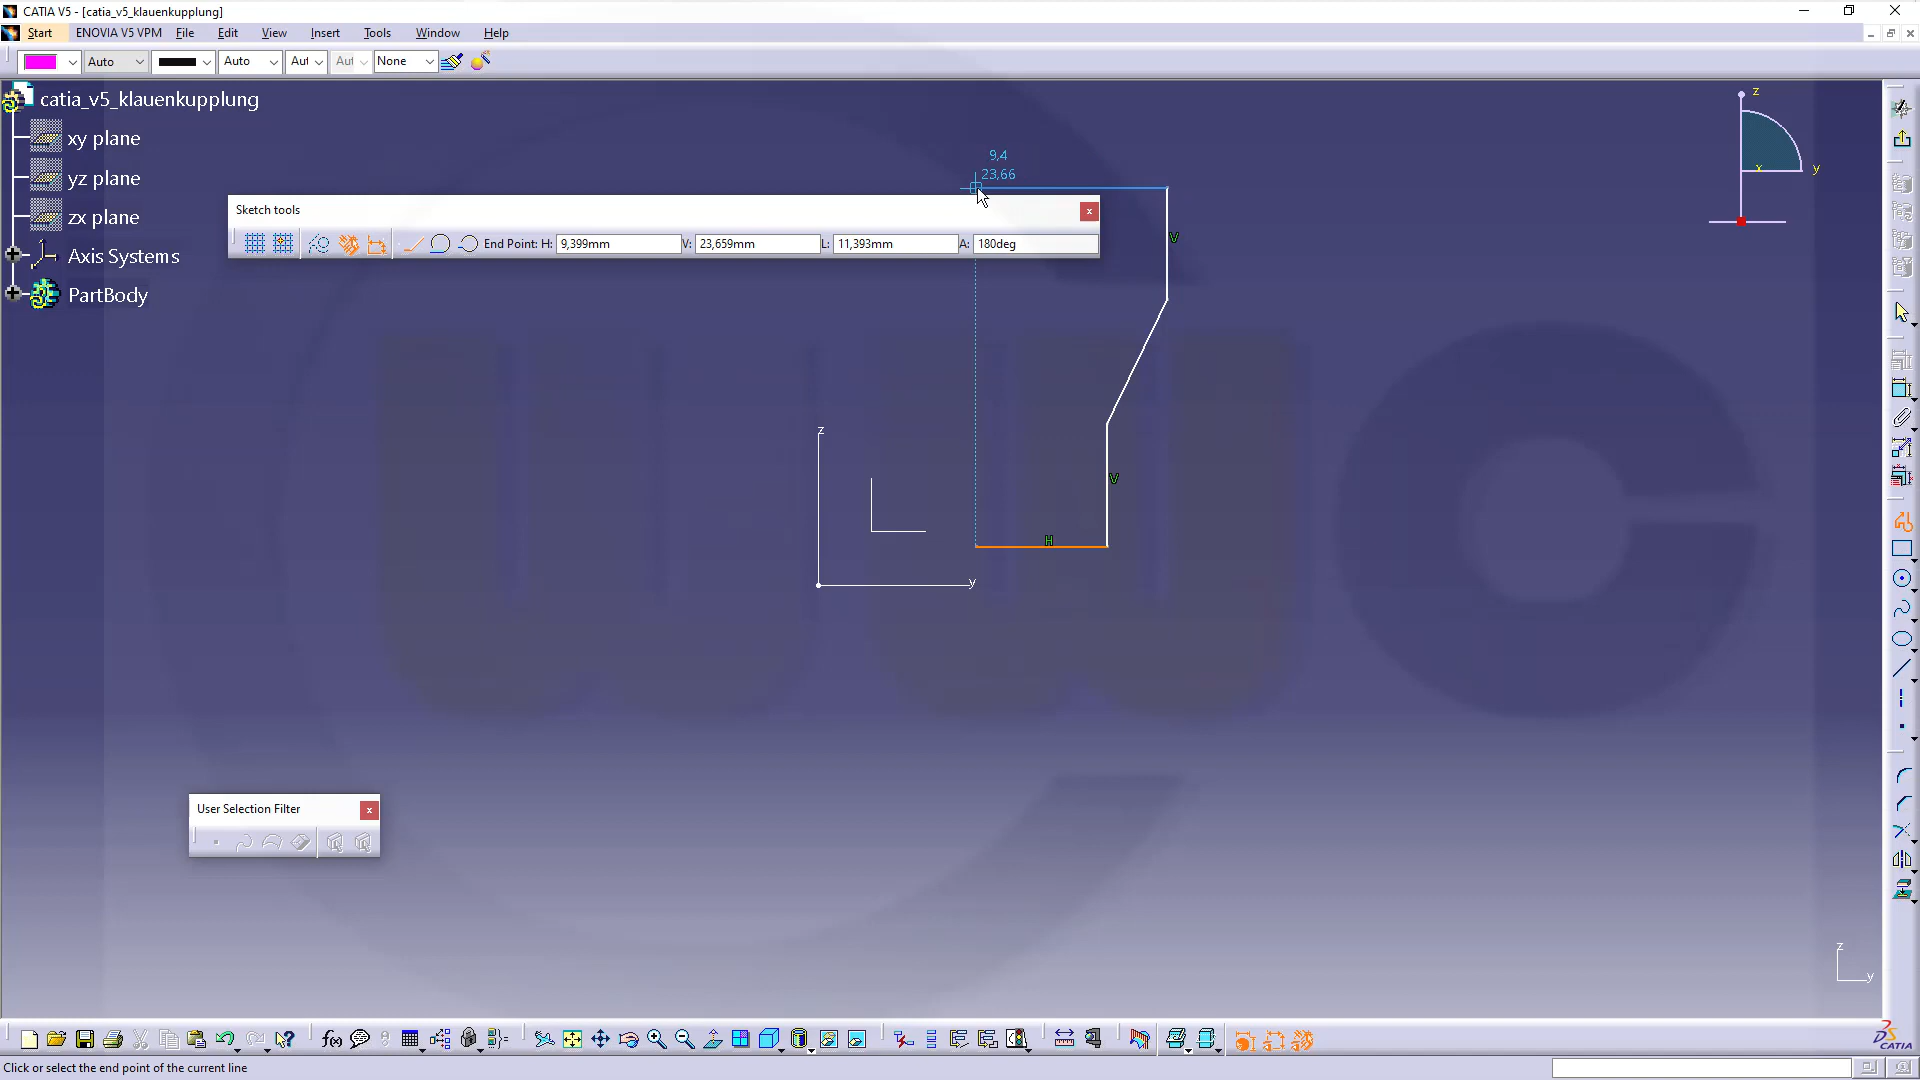 CATIA V5 - [catia_v5_klauenkupplung]
Start ENOVIA V5 VPM File Edit View Insert Tools Window Help
Auto Auto Aut Aut None
catia_v5_klauenkupplung
xy plane
yz plane
zx plane
Axis Systems
PartBody
z
x
y
9,4
23,66
Sketch tools
End Point: H: 9,399mm V: 23,659mm L: 11,393mm A: 180deg
V
V
H
z
y
User Selection Filter
z
y
CATIA
Click or select the end point of the current line